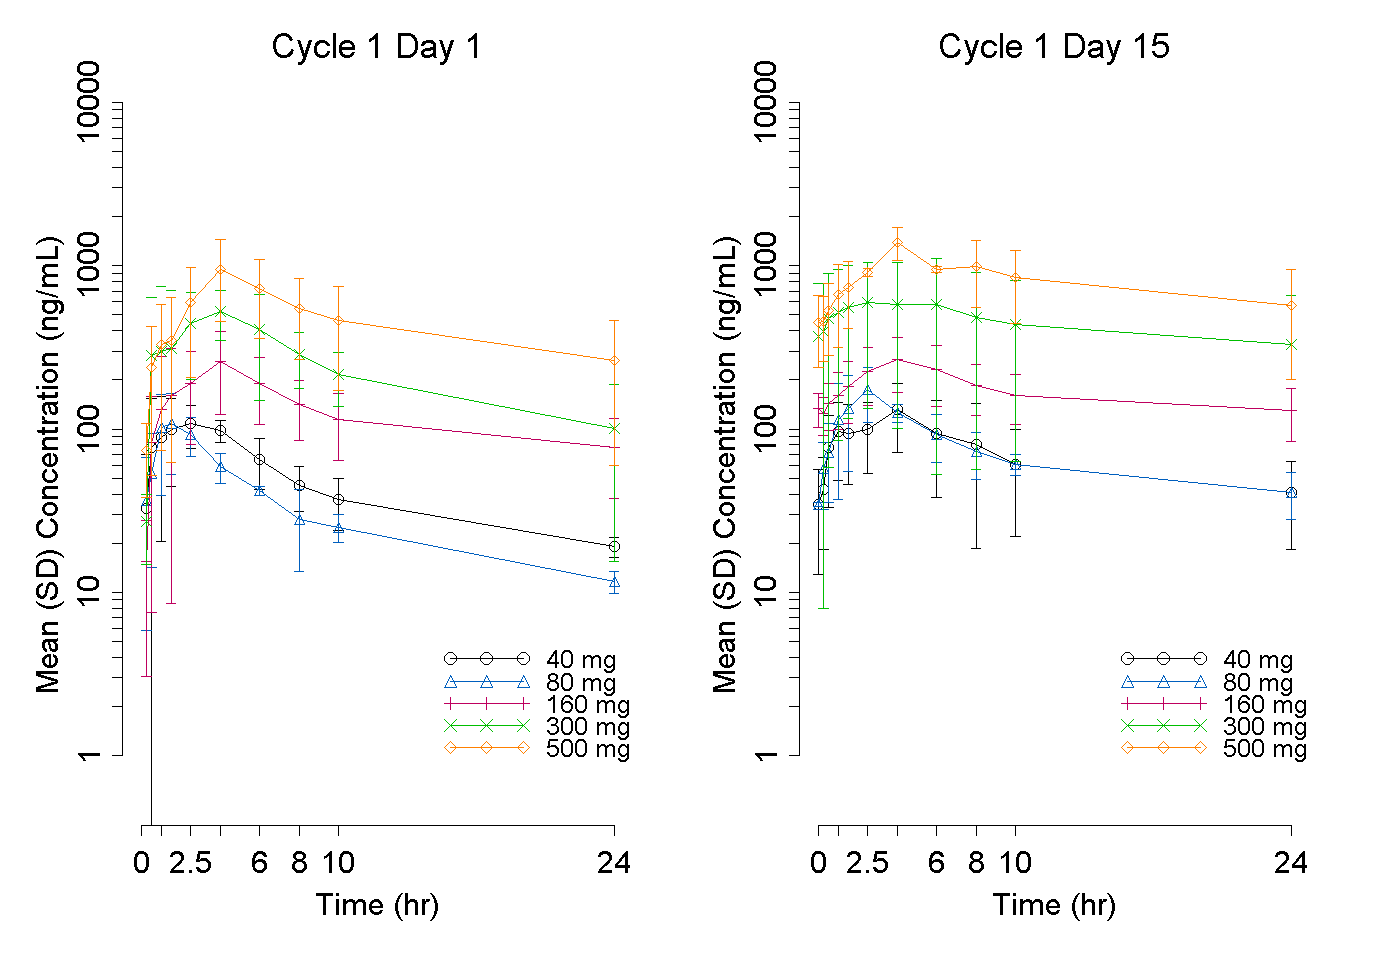 Cycle 1 Day 1
Mean (SD) Concentration (ng/mL)
10000
1000
100
10
1
40 mg
80 mg
160 mg
300 mg
500 mg
0 2.5 6 8 10 24
Time (hr)
Cycle 1 Day 15
Mean (SD) Concentration (ng/mL)
10000
1000
100
10
1
40 mg
80 mg
160 mg
300 mg
500 mg
0 2.5 6 8 10 24
Time (hr)